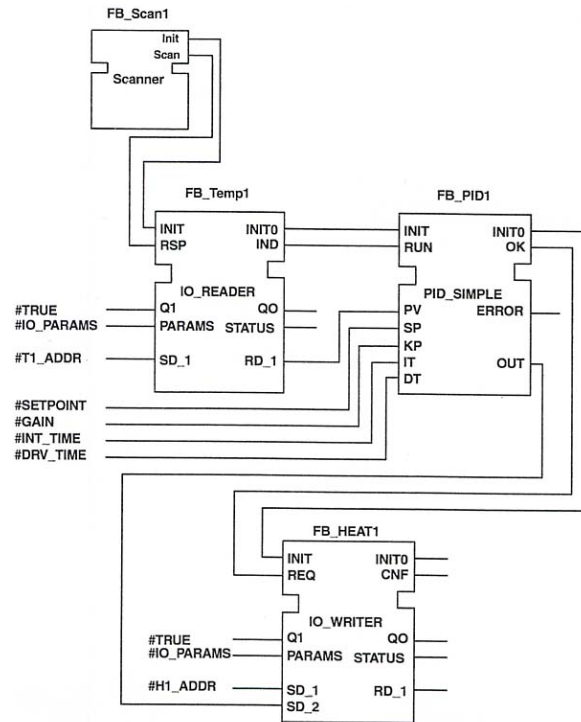 FB_Scan1
Init
Scan
Scanner
FB_Temp1
FB_PID1
INIT INIT0
RSP IND
IO_READER
#TRUE Q1 QO
#IO_PARAMS PARAMS STATUS
#T1_ADDR SD_1 RD_1
INIT INIT0
RUN OK
PID_SIMPLE
PV ERROR
SP
KP
IT OUT
DT
#SETPOINT
#GAIN
#INT_TIME
#DRV_TIME
FB_HEAT1
INIT INIT0
REQ CNF
IO_WRITER
#TRUE Q1 QO
#IO_PARAMS PARAMS STATUS
#H1_ADDR SD_1 RD_1
SD_2